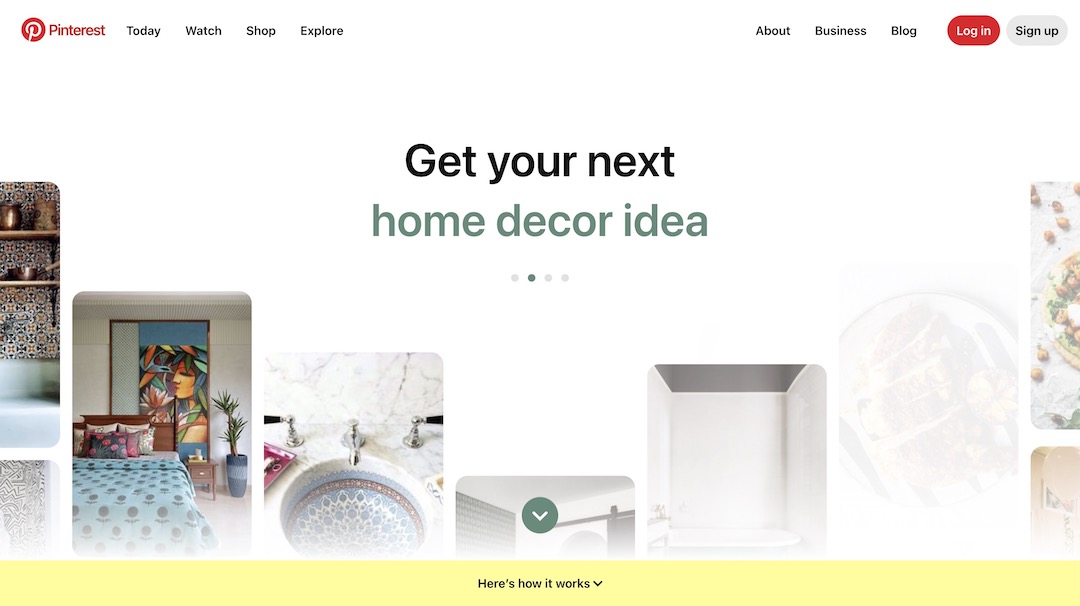 Pinterest Today Watch Shop Explore About Business Blog Log in Sign up
Get your next
home decor idea
Here's how it works